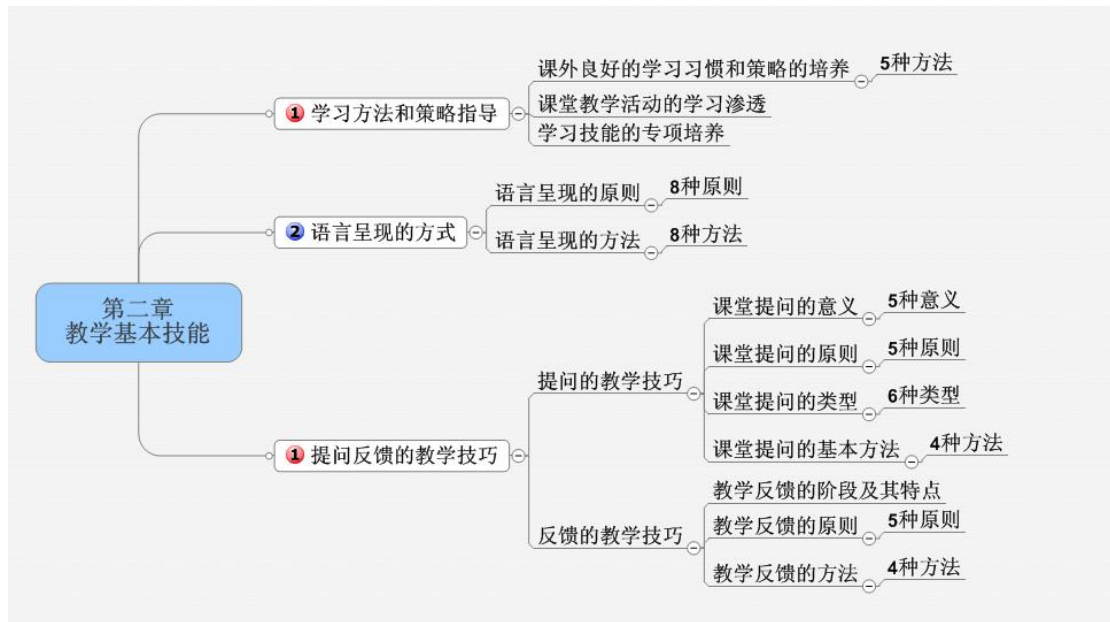 第二章
教学基本技能
1 学习方法和策略指导
课外良好的学习习惯和策略的培养
5种方法
课堂教学活动的学习渗透
学习技能的专项培养
2 语言呈现的方式
语言呈现的原则
8种原则
语言呈现的方法
8种方法
1 提问反馈的教学技巧
提问的教学技巧
课堂提问的意义
5种意义
课堂提问的原则
5种原则
课堂提问的类型
6种类型
课堂提问的基本方法
4种方法
反馈的教学技巧
教学反馈的阶段及其特点
教学反馈的原则
5种原则
教学反馈的方法
4种方法